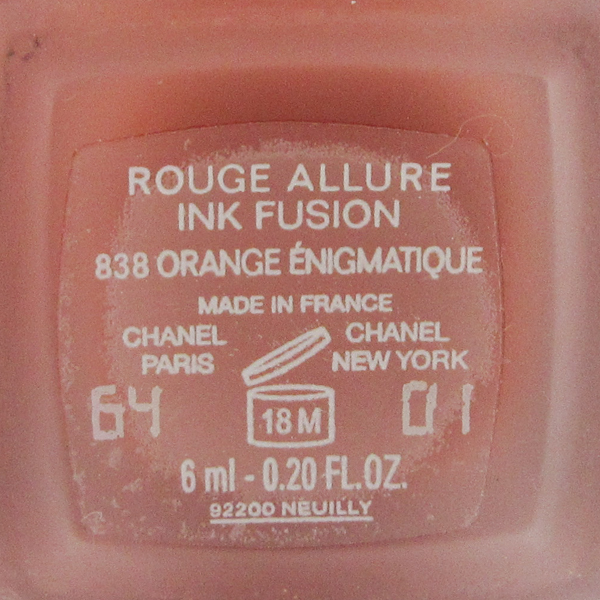 ROUGE ALLURE
INK FUSION
838 ORANGE ÉNIGMATIQUE
MADE IN FRANCE
CHANEL CHANEL
PARIS NEW YORK
64 18 M 01
6 ml - 0.20 FL.OZ.
92200 NEUILLY